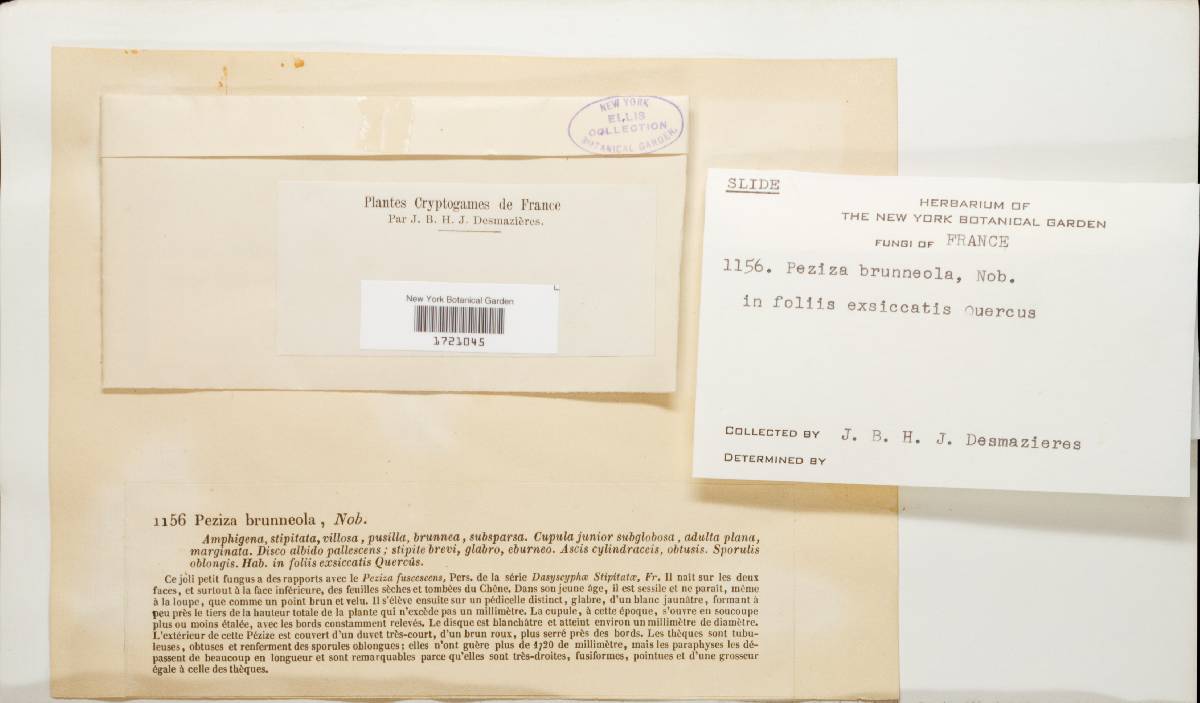 NEW YORK
ELLIS
COLLECTION
BOTANICAL GARDEN.
Plantes Cryptogames de France
Par J. B. H. J. Desmazières.
New York Botanical Garden
1721045
SLIDE
HERBARIUM OF
THE NEW YORK BOTANICAL GARDEN
FUNGI OF FRANCE
1156. Peziza brunneola, Nob.
in foliis exsiccatis Quercus
COLLECTED BY J. B. H. J. Desmazieres
DETERMINED BY
1156 Peziza brunneola, Nob.
Amphigena, stipitata, villosa, pusilla, brunnea, subsparsa. Cupula junior subglobosa, adulta plana,
marginata. Disco albido pallescens; stipite brevi, glabro, eburneo. Ascis cylindraceis, obtusis. Sporulis
oblongis. Hab. in foliis exsiccatis Quercûs.
Ce joli petit fungus a des rapports avec le Peziza fuscescens, Pers. de la série Dasyscyphæ Stipitatæ, Fr. Il naît sur les deux
faces, et surtout à la face inférieure, des feuilles sèches et tombées du Chêne. Dans son jeune âge, il est sessile et ne paraît, même
à la loupe, que comme un point brun et velu. Il s'élève ensuite sur un pédicelle distinct, glabre, d'un blanc jaunâtre, formant à
peu près le tiers de la hauteur totale de la plante qui n'excède pas un millimètre. La cupule, à cette époque, s'ouvre en soucoupe
plus ou moins étalée, avec les bords constamment relevés. Le disque est blanchâtre et atteint environ un millimètre de diamètre.
L'extérieur de cette Pézize est couvert d'un duvet très-court, d'un brun roux, plus serré près des bords. Les thèques sont tubu-
leuses, obtuses et renferment des sporules oblongues; elles n'ont guère plus de 1/20 de millimètre, mais les paraphyses les dé-
passent de beaucoup en longueur et sont remarquables parce qu'elles sont très-droites, fusiformes, pointues et d'une grosseur
égale à celle des thèques.